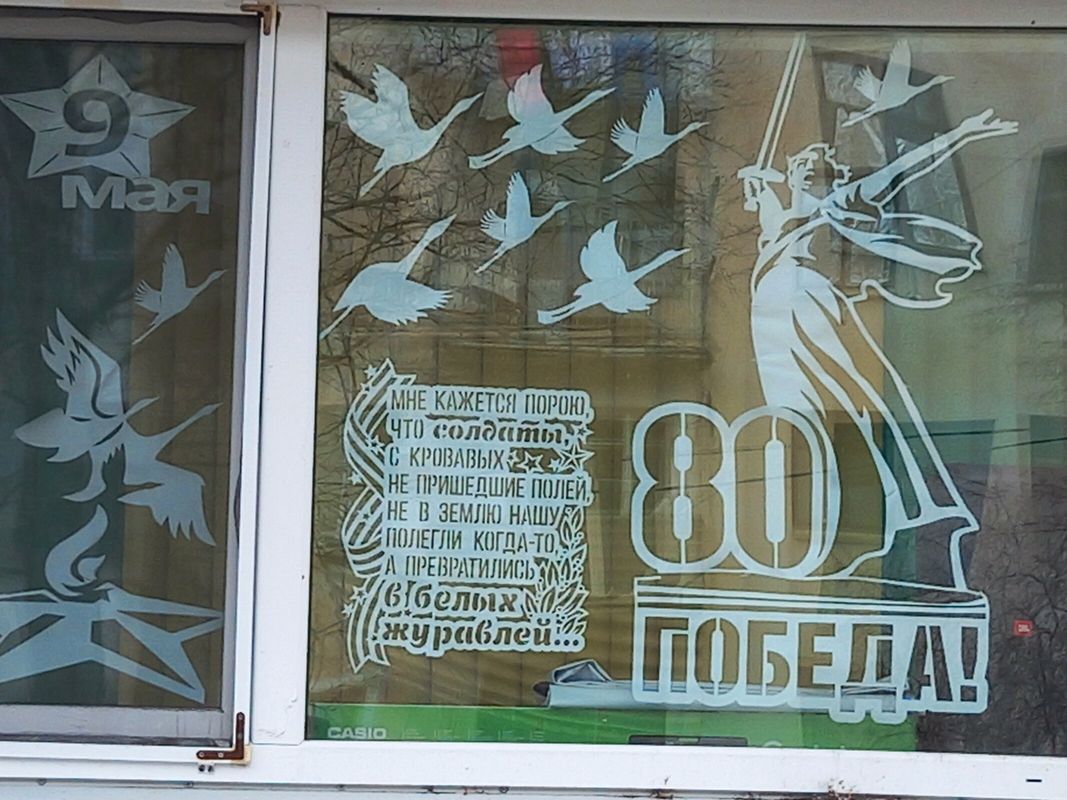 9
мая
МНЕ КАЖЕТСЯ ПОРОЮ,
ЧТО солдаты,
С КРОВАВЫХ
НЕ ПРИШЕДШИЕ ПОЛЕЙ,
НЕ В ЗЕМЛЮ НАШУ
ПОЛЕГЛИ КОГДА-ТО,
А ПРЕВРАТИЛИСЬ
в белых
журавлей...
80
ПОБЕДА!
CASIO